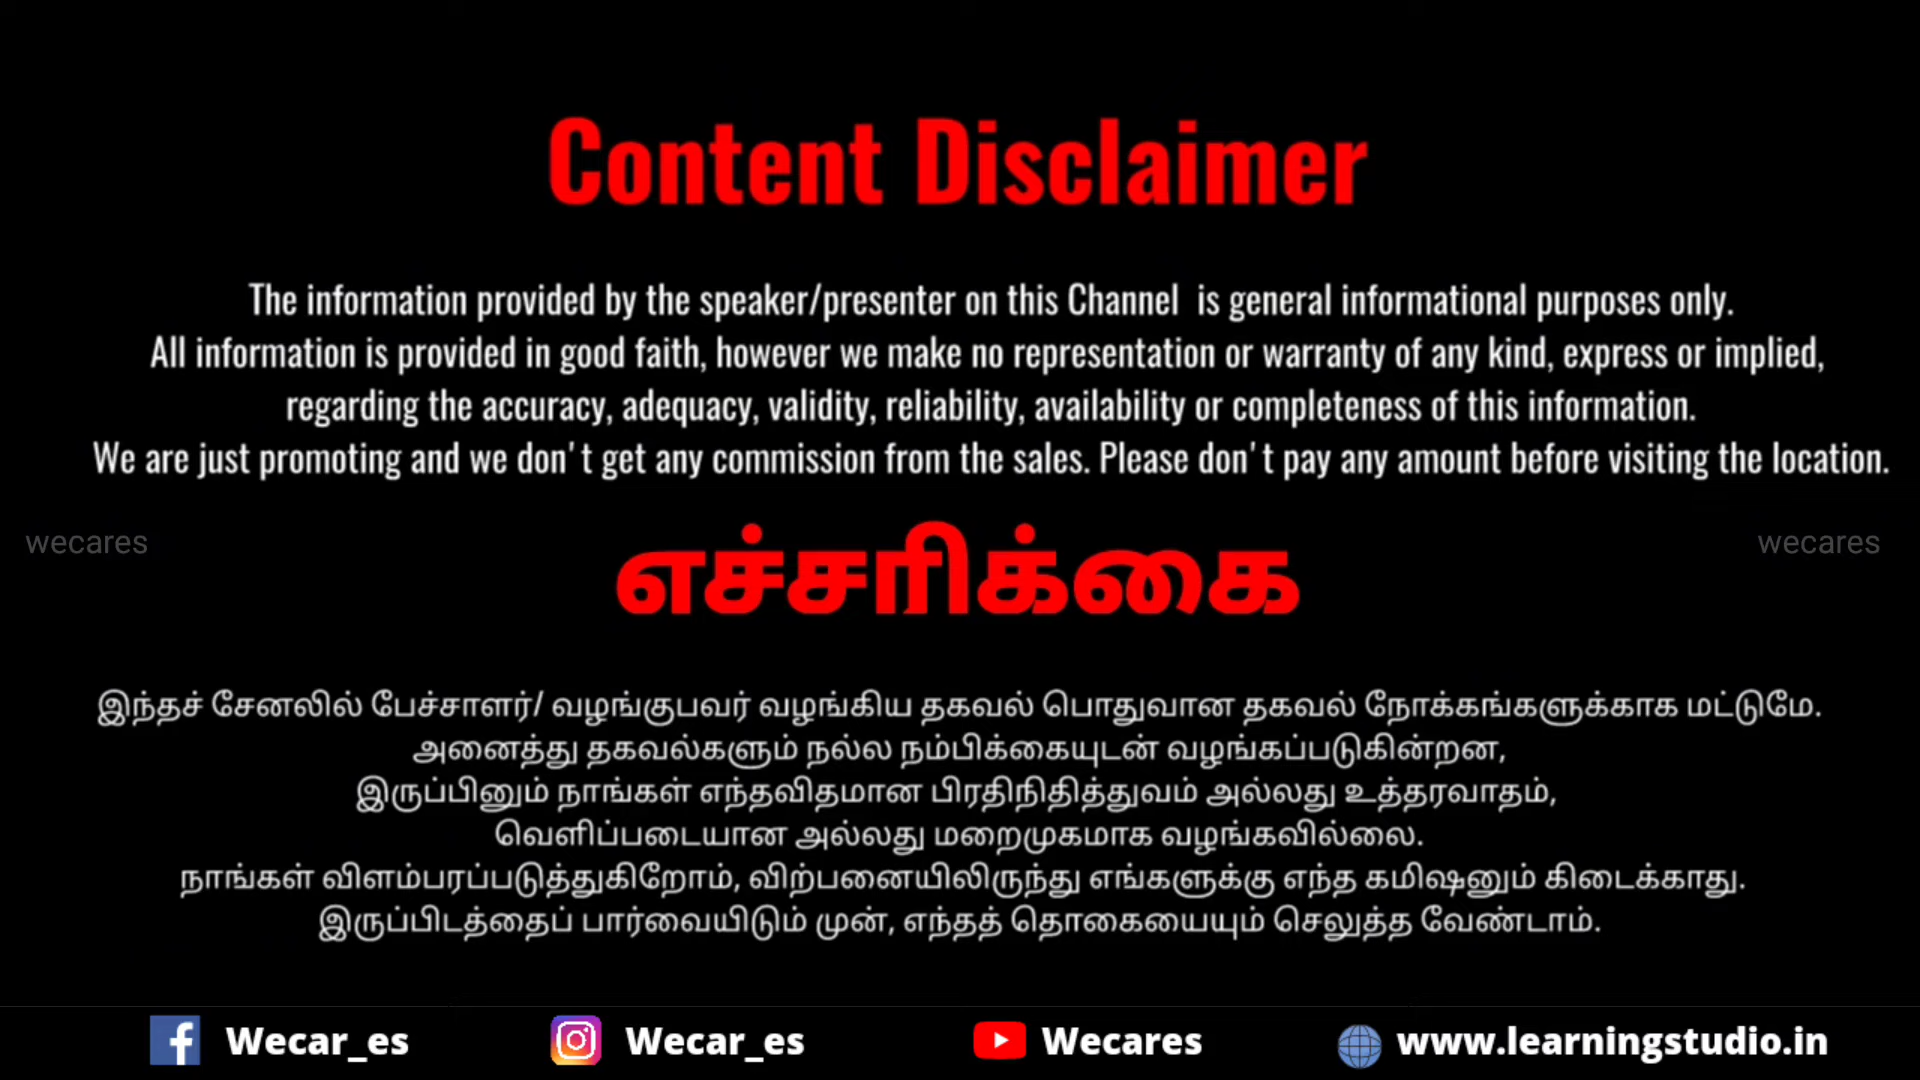 Content Disclaimer
The information provided by the speaker/presenter on this Channel is general informational purposes only.
All information is provided in good faith, however we make no representation or warranty of any kind, express or implied,
regarding the accuracy, adequacy, validity, reliability, availability or completeness of this information.
We are just promoting and we don't get any commission from the sales. Please don't pay any amount before visiting the location.
wecares
wecares
எச்சரிக்கை
இந்தச் சேனலில் பேச்சாளர்/ வழங்குபவர் வழங்கிய தகவல் பொதுவான தகவல் நோக்கங்களுக்காக மட்டுமே.
அனைத்து தகவல்களும் நல்ல நம்பிக்கையுடன் வழங்கப்படுகின்றன,
இருப்பினும் நாங்கள் எந்தவிதமான பிரதிநிதித்துவம் அல்லது உத்தரவாதம்,
வெளிப்படையான அல்லது மறைமுகமாக வழங்கவில்லை.
நாங்கள் விளம்பரப்படுத்துகிறோம், விற்பனையிலிருந்து எங்களுக்கு எந்த கமிஷனும் கிடைக்காது.
இருப்பிடத்தைப் பார்வையிடும் முன், எந்தத் தொகையையும் செலுத்த வேண்டாம்.
Wecar_es
Wecar_es
Wecares
www.learningstudio.in